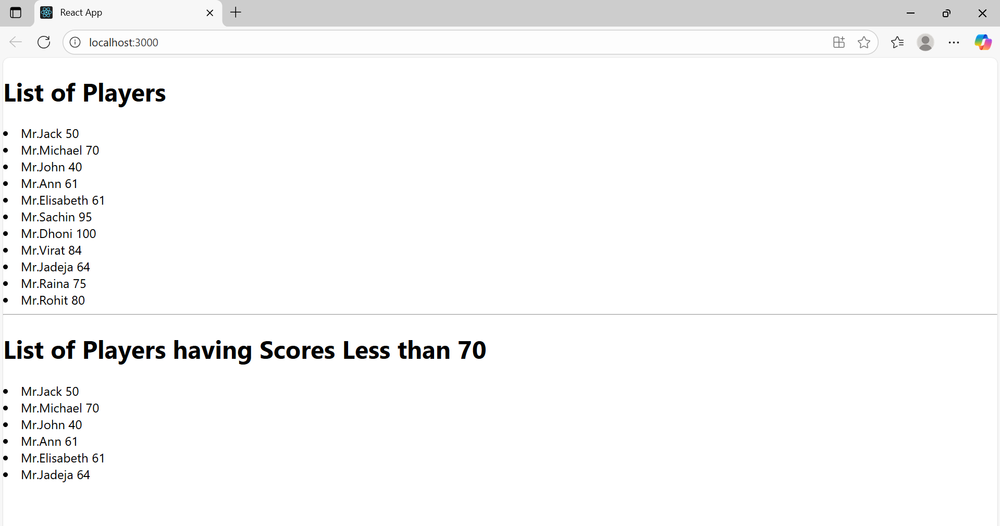 React App
localhost:3000
List of Players
Mr.Jack 50
Mr.Michael 70
Mr.John 40
Mr.Ann 61
Mr.Elisabeth 61
Mr.Sachin 95
Mr.Dhoni 100
Mr.Virat 84
Mr.Jadeja 64
Mr.Raina 75
Mr.Rohit 80
List of Players having Scores Less than 70
Mr.Jack 50
Mr.Michael 70
Mr.John 40
Mr.Ann 61
Mr.Elisabeth 61
Mr.Jadeja 64